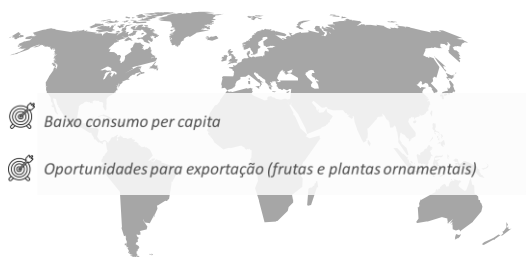 Baixo consumo per capita
Oportunidades para exportação (frutas e plantas ornamentais)